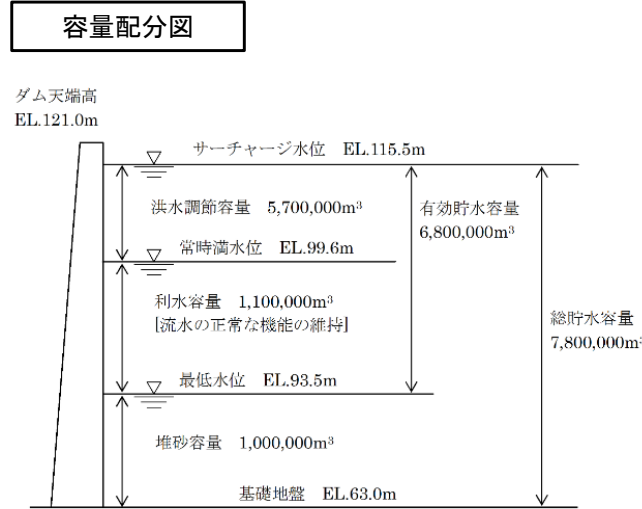 容量配分図
ダム天端高
EL.121.0m
サーチャージ水位 EL.115.5m
洪水調節容量 5,700,000m³
有効貯水容量
6,800,000m³
常時満水位 EL.99.6m
利水容量 1,100,000m³
[流水の正常な機能の維持]
総貯水容量
7,800,000m³
最低水位 EL.93.5m
堆砂容量 1,000,000m³
基礎地盤 EL.63.0m